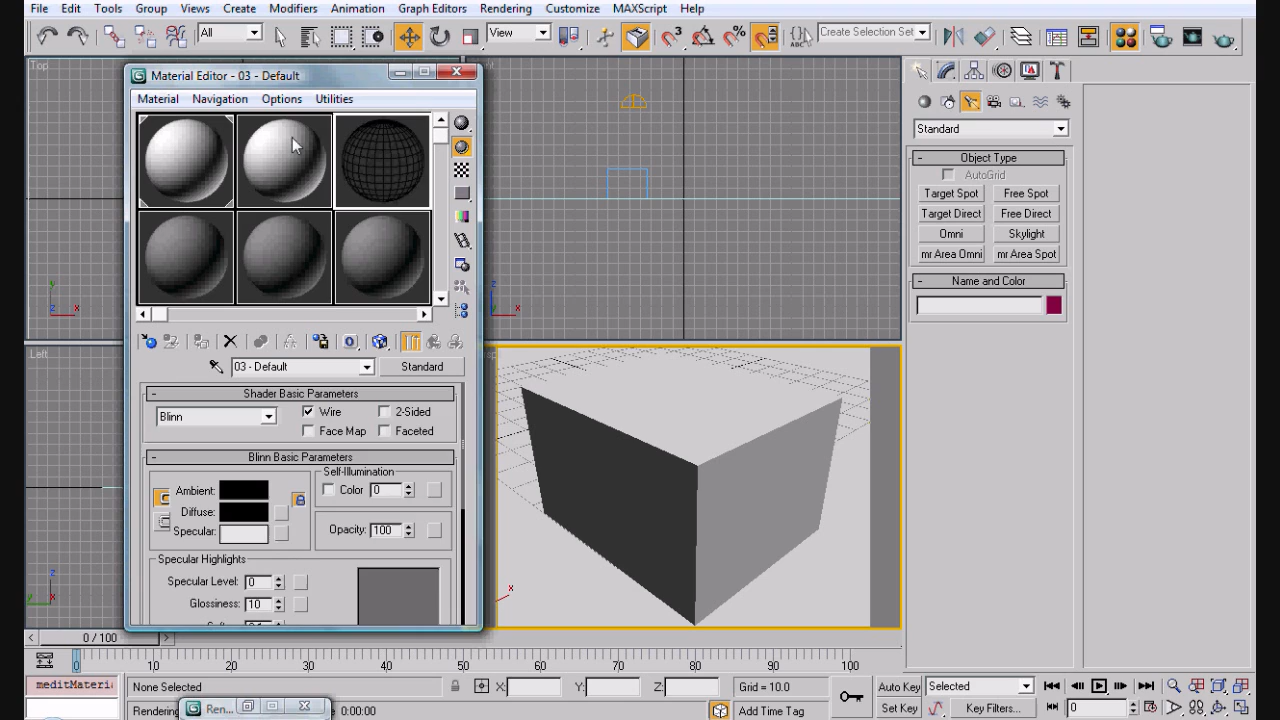 File Edit Tools Group Views Create Modifiers Animation Graph Editors Rendering Customize MAXScript Help
All View 3 % Create Selection Set
Top
Material Editor - 03 - Default
Material Navigation Options Utilities
Standard
- Object Type
AutoGrid
Target Spot Free Spot
Target Direct Free Direct
Omni Skylight
mr Area Omni mr Area Spot
- Name and Color
y
z x
z x
Left
03 - Default Standard
- Shader Basic Parameters
Blinn Wire 2-Sided
Face Map Faceted
- Blinn Basic Parameters
Self-Illumination
Ambient: Color 0
Diffuse:
Specular: Opacity: 100
Specular Highlights
Specular Level: 0
Glossiness: 10
z
y x
x
< 0 / 100 >
0 10 20 30 40 50 60 70 80 90 100
meditMateri None Selected X: Y: Z: Grid = 10.0 Auto Key Selected
Rendering Ren... 0:00:00 Add Time Tag Set Key Key Filters... 0